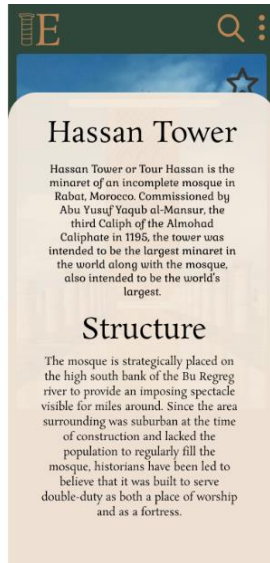 E
Hassan Tower
Hassan Tower or Tour Hassan is the
minaret of an incomplete mosque in
Rabat, Morocco. Commissioned by
Abu Yusuf Yaqub al-Mansur, the
third Caliph of the Almohad
Caliphate in 1195, the tower was
intended to be the largest minaret in
the world along with the mosque,
also intended to be the world's
largest.
Structure
The mosque is strategically placed on
the high south bank of the Bu Regreg
river to provide an imposing spectacle
visible for miles around. Since the area
surrounding was suburban at the time
of construction and lacked the
population to regularly fill the
mosque, historians have been led to
believe that it was built to serve
double-duty as both a place of worship
and as a fortress.